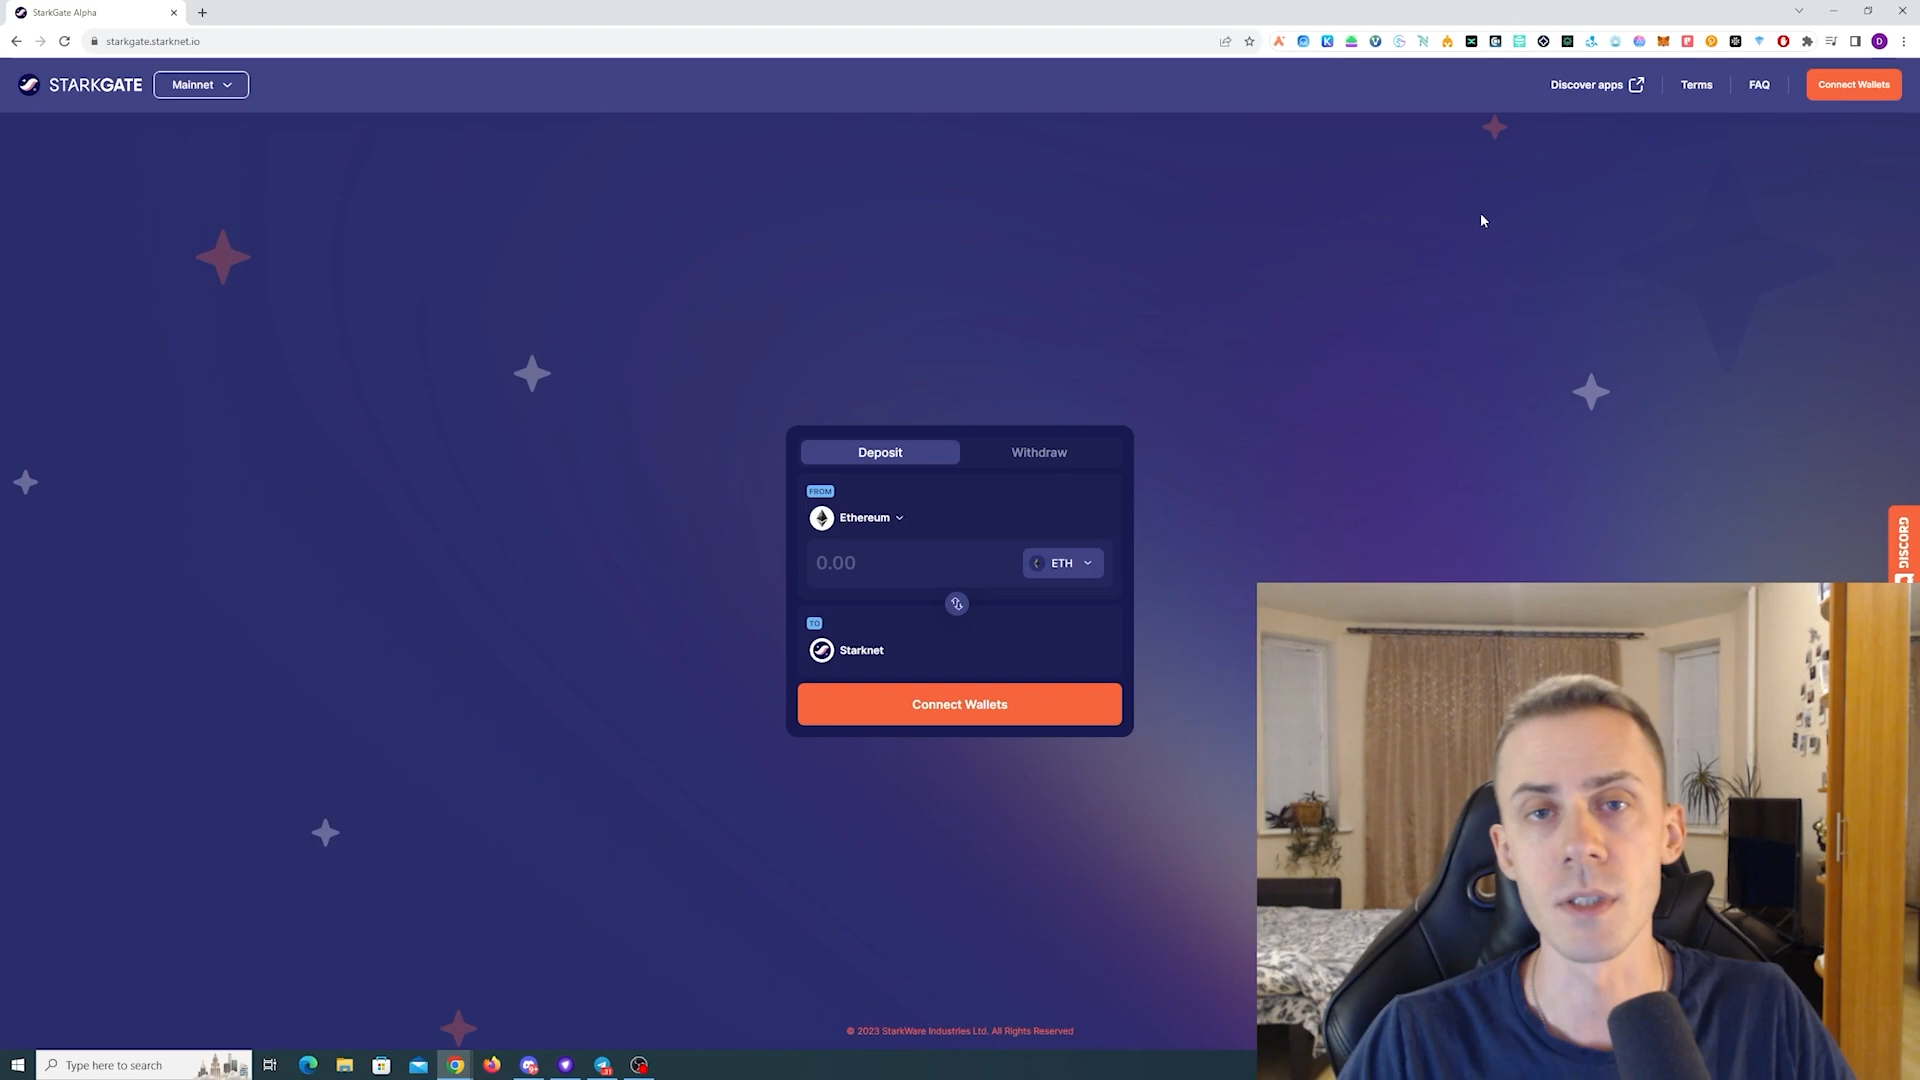 StarkGate Alpha
starkgate.starknet.io
STARKGATE
Mainnet
Discover apps
Terms
FAQ
Connect Wallets
Deposit
Withdraw
FROM
Ethereum
0.00
ETH
TO
Starknet
Connect Wallets
DISCORD
© 2023 StarkWare Industries Ltd. All Rights Reserved
Type here to search